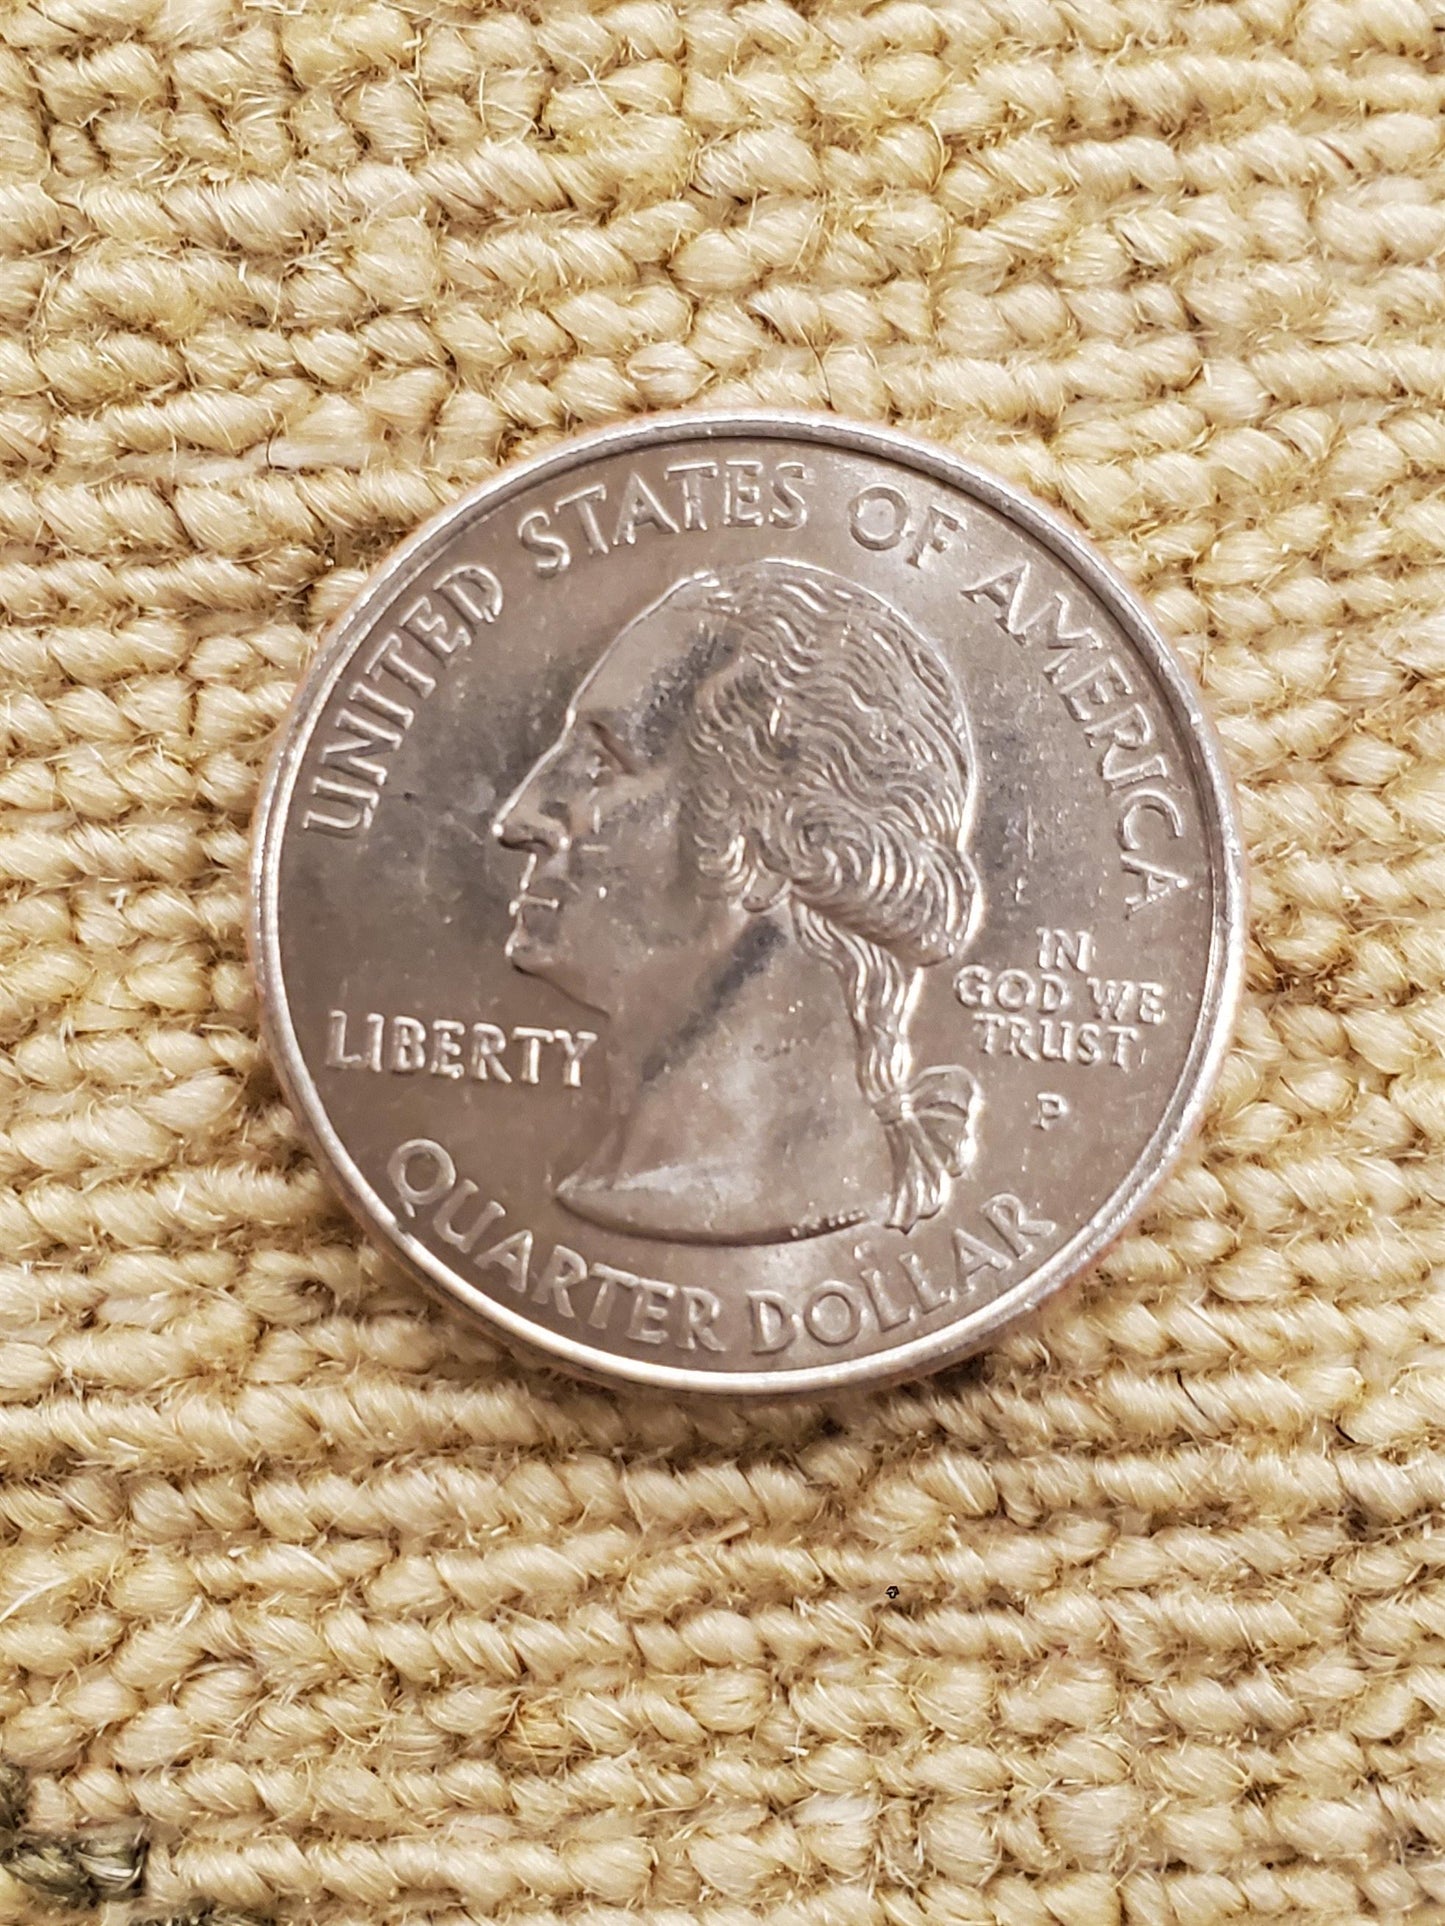 UNITED STATES OF AMERICA
LIBERTY
IN
GOD WE
TRUST
P
QUARTER DOLLAR